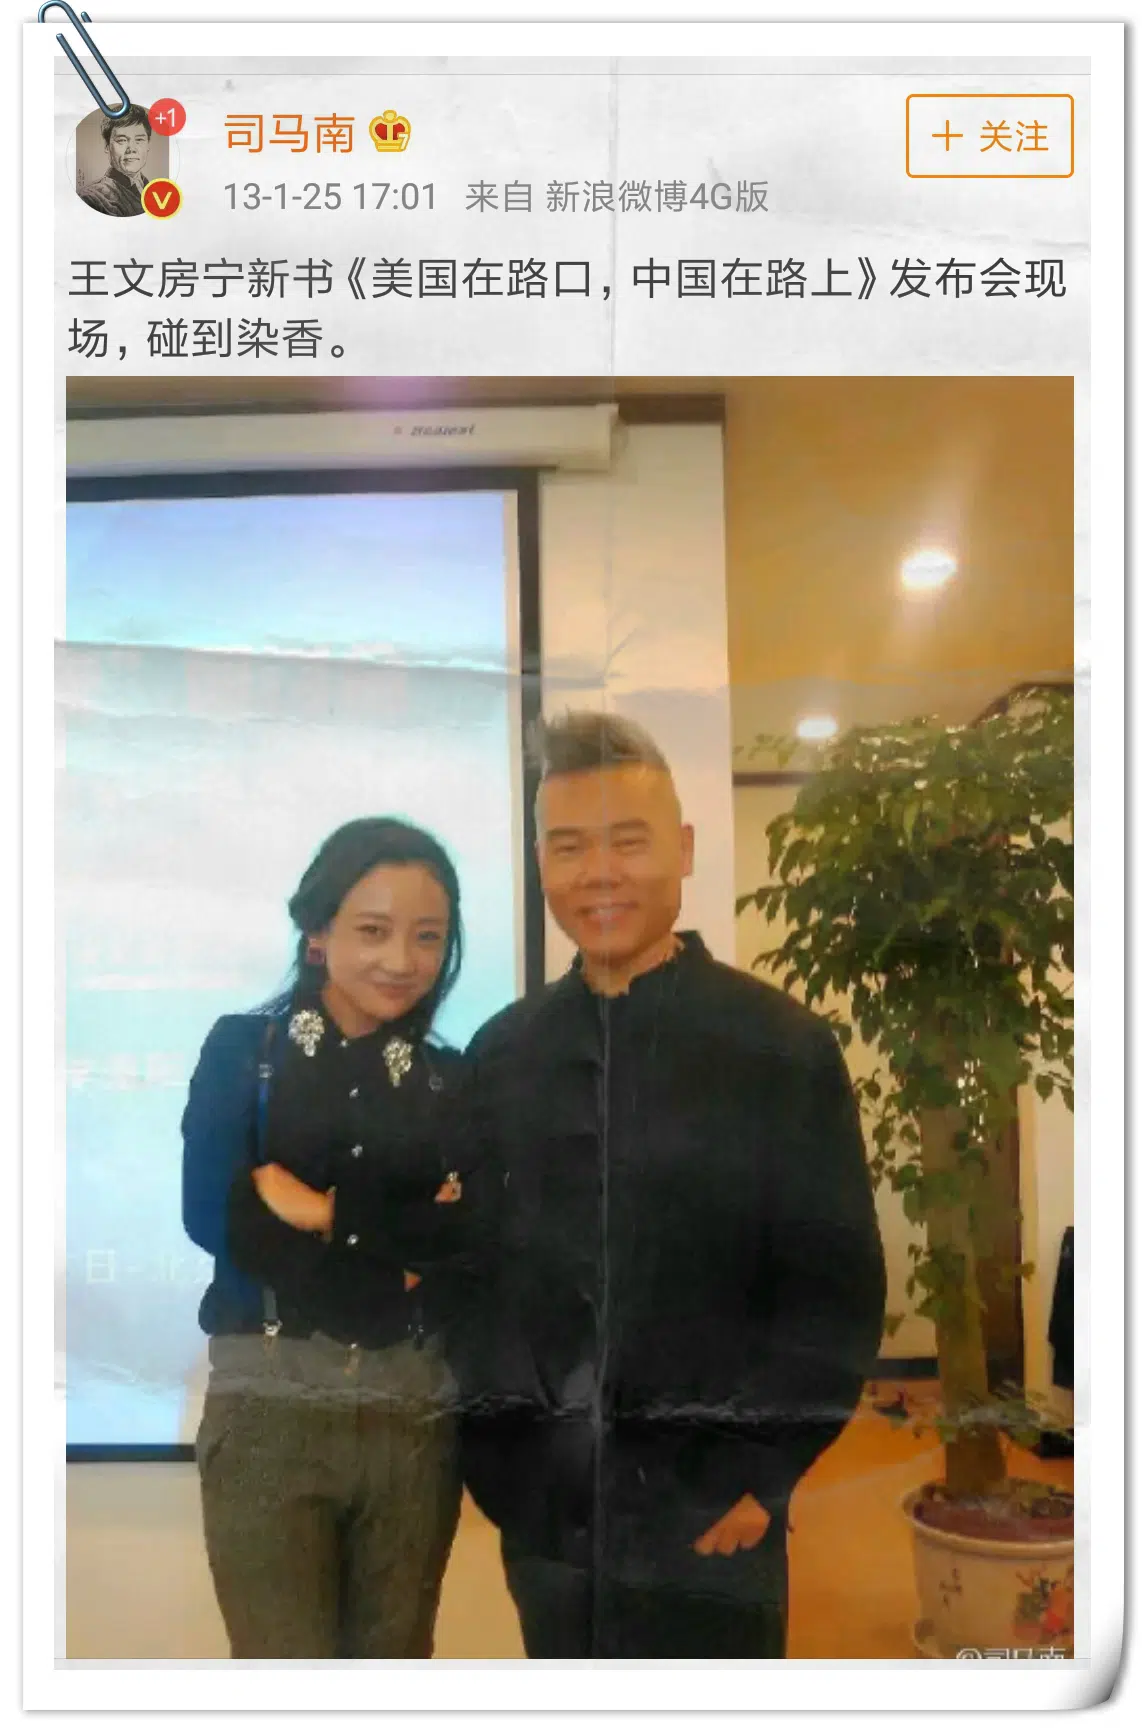 +1
司马南
+ 关注
13-1-25 17:01 来自 新浪微博4G版
王文房宁新书《美国在路口，中国在路上》发布会现
场，碰到染香。
日
@司马南